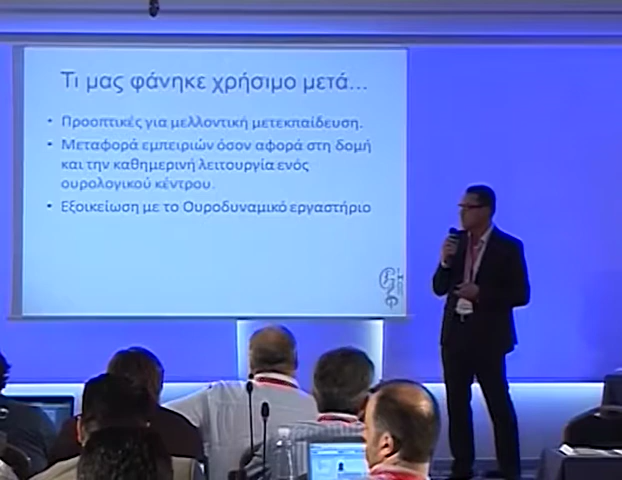 Τι μας φάνηκε χρήσιμο μετά...
• Προοπτικές για μελλοντική μετεκπαίδευση.
• Μεταφορά εμπειριών όσον αφορά στη δομή
και την καθημερινή λειτουργία ενός
ουρολογικού κέντρου.
• Εξοικείωση με το Ουροδυναμικό εργαστήριο